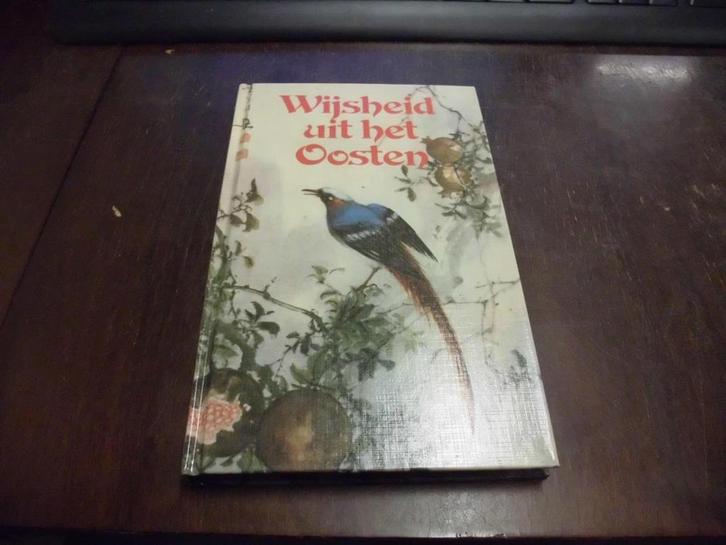 Wijsheid
uit het
Oosten